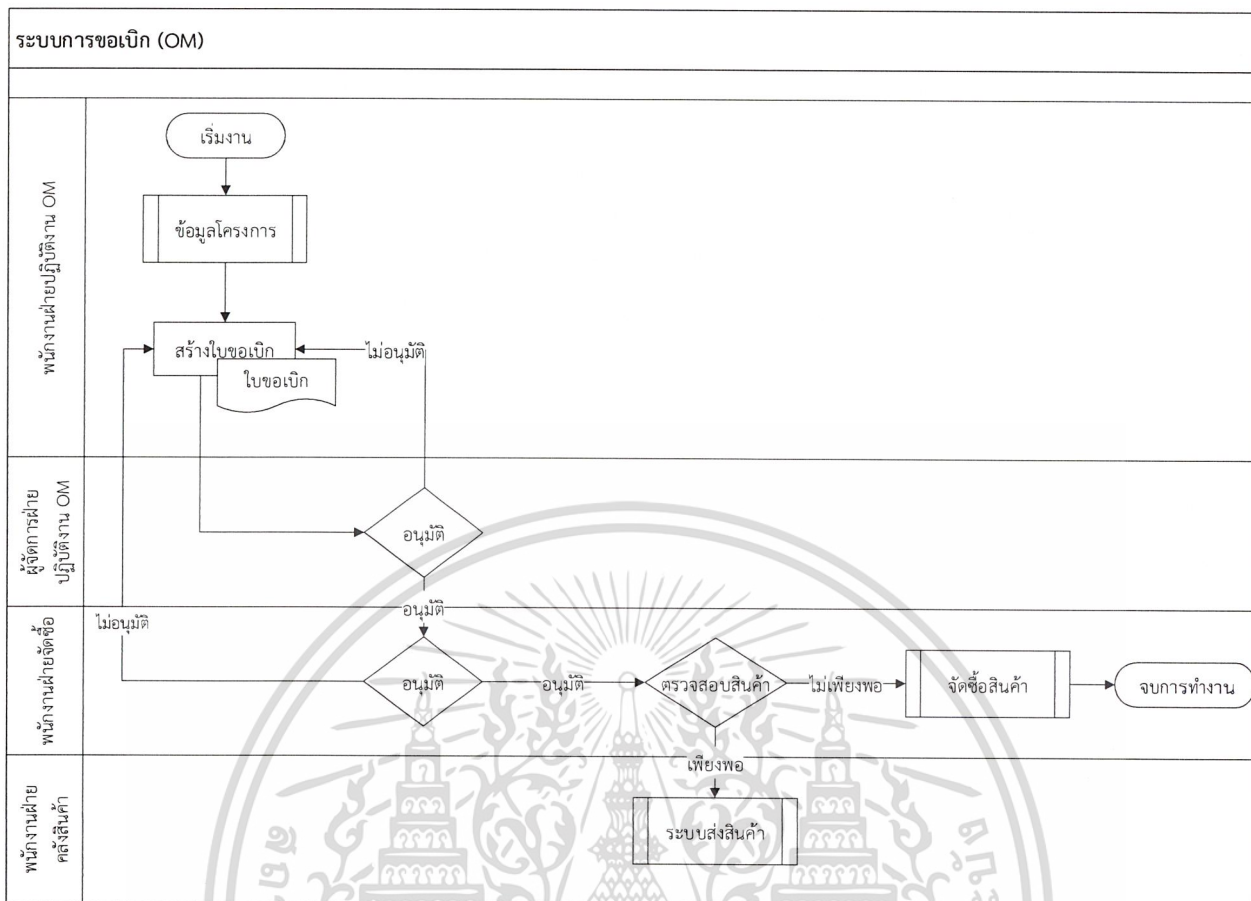 ระบบการขอเบิก (OM)
พนักงานฝ่ายปฏิบัติงาน OM
เริ่มงาน
ข้อมูลโครงการ
สร้างใบขอเบิก
ไม่อนุมัติ
ใบขอเบิก
ผู้จัดการฝ่าย
ปฏิบัติงาน OM
อนุมัติ
อนุมัติ
พนักงานฝ่ายจัดซื้อ
ไม่อนุมัติ
อนุมัติ
อนุมัติ
ตรวจสอบสินค้า
ไม่เพียงพอ
จัดซื้อสินค้า
จบการทำงาน
เพียงพอ
พนักงานฝ่าย
คลังสินค้า
ระบบส่งสินค้า